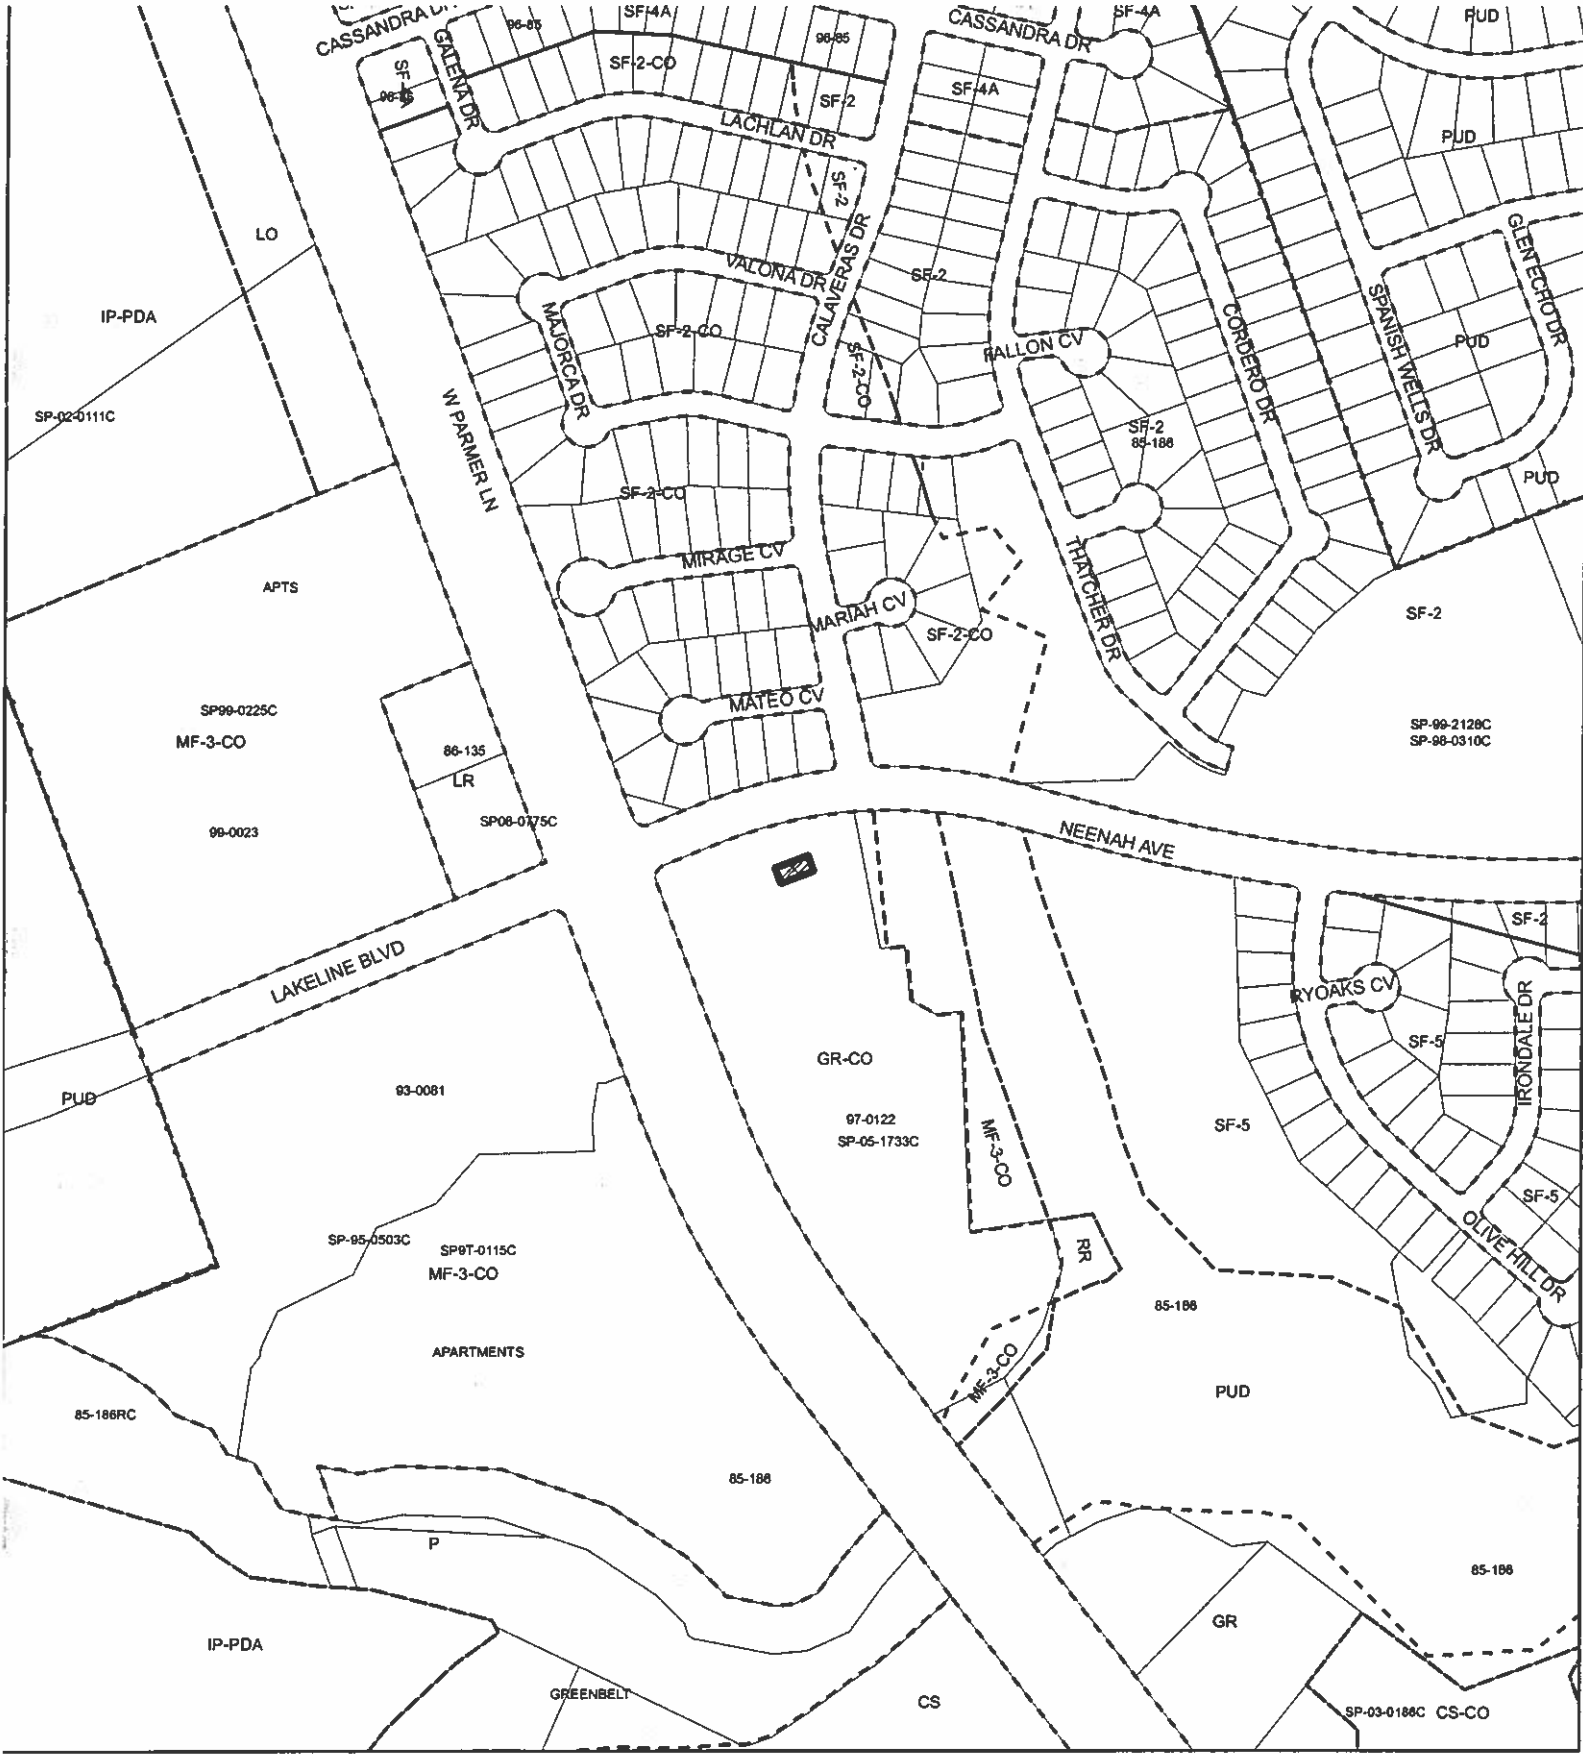 CASSANDRA DR
GALENA DR
96-85
SF-4A
96-85
CASSANDRA DR
SF-4A
PUD
SF-2-CO
SF-2
SF-4A
LACHLAN DR
PUD
SF-2
LO
CALAVERAS DR
GLEN ECHO DR
VALONA DR
SF-2
IP-PDA
MAJORCA DR
SF-2-CO
FALLON CV
CORDERO DR
SPANISH WELLS DR
PUD
SF-2-CO
SP-02-0111C
W PARMER LN
SF-2
85-186
PUD
SF-2-CO
MIRAGE CV
THATCHER DR
APTS
MARIAH CV
SF-2-CO
SF-2
MATEO CV
SP99-0225C
MF-3-CO
86-135
LR
SP-99-2128C
SP-98-0310C
SP06-0775C
99-0023
NEENAH AVE
SF-2
LAKELINE BLVD
RYOAKS CV
IRONDALE DR
SF-5
GR-CO
PUD
93-0081
97-0122
SP-05-1733C
MF-3-CO
SF-5
SF-5
OLIVE HILL DR
SP-95-0503C
SP9T-0115C
MF-3-CO
RR
85-186
APARTMENTS
MF-3-CO
PUD
85-186RC
85-186
P
85-186
IP-PDA
GR
GREENBELT
CS
SP-03-0186C
CS-CO